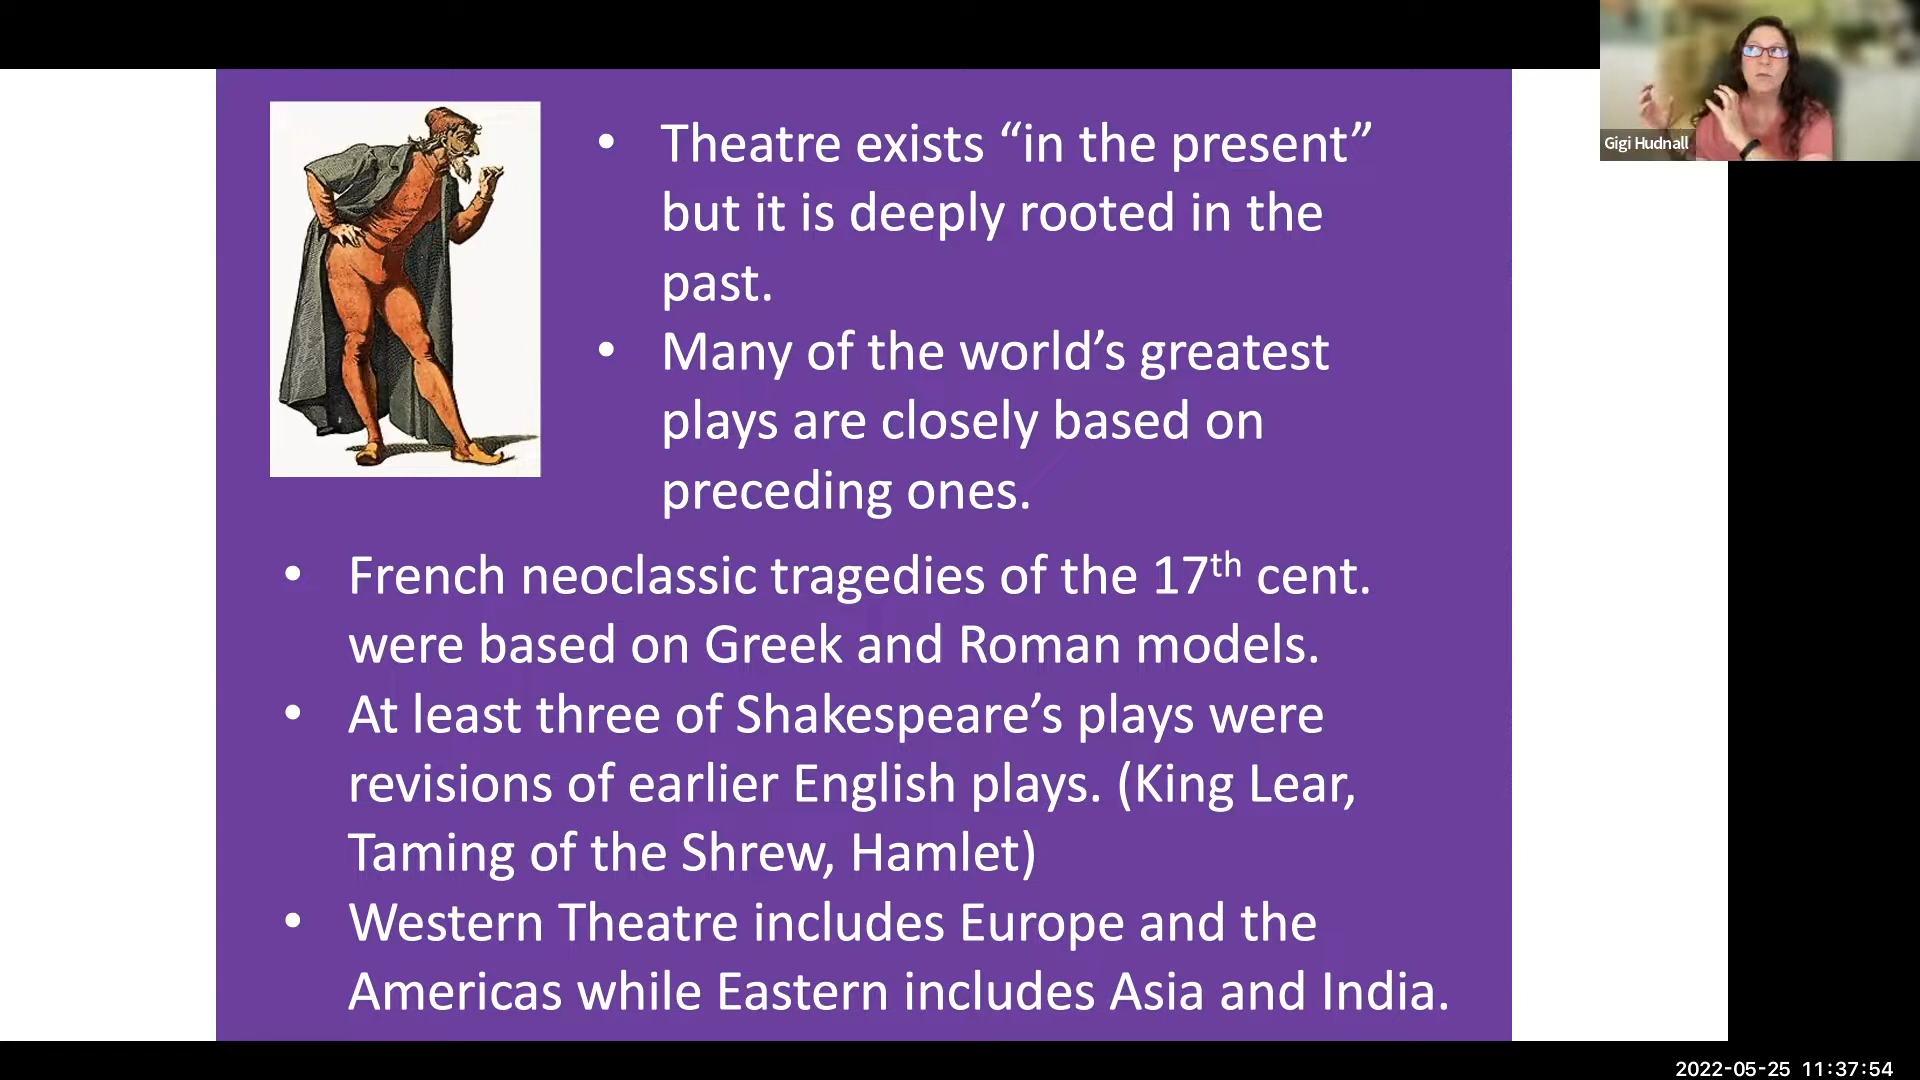 Gigi Hudnall
• Theatre exists “in the present”
but it is deeply rooted in the
past.
• Many of the world’s greatest
plays are closely based on
preceding ones.
• French neoclassic tragedies of the 17th cent.
were based on Greek and Roman models.
• At least three of Shakespeare’s plays were
revisions of earlier English plays. (King Lear,
Taming of the Shrew, Hamlet)
• Western Theatre includes Europe and the
Americas while Eastern includes Asia and India.
2022-05-25 11:37:54